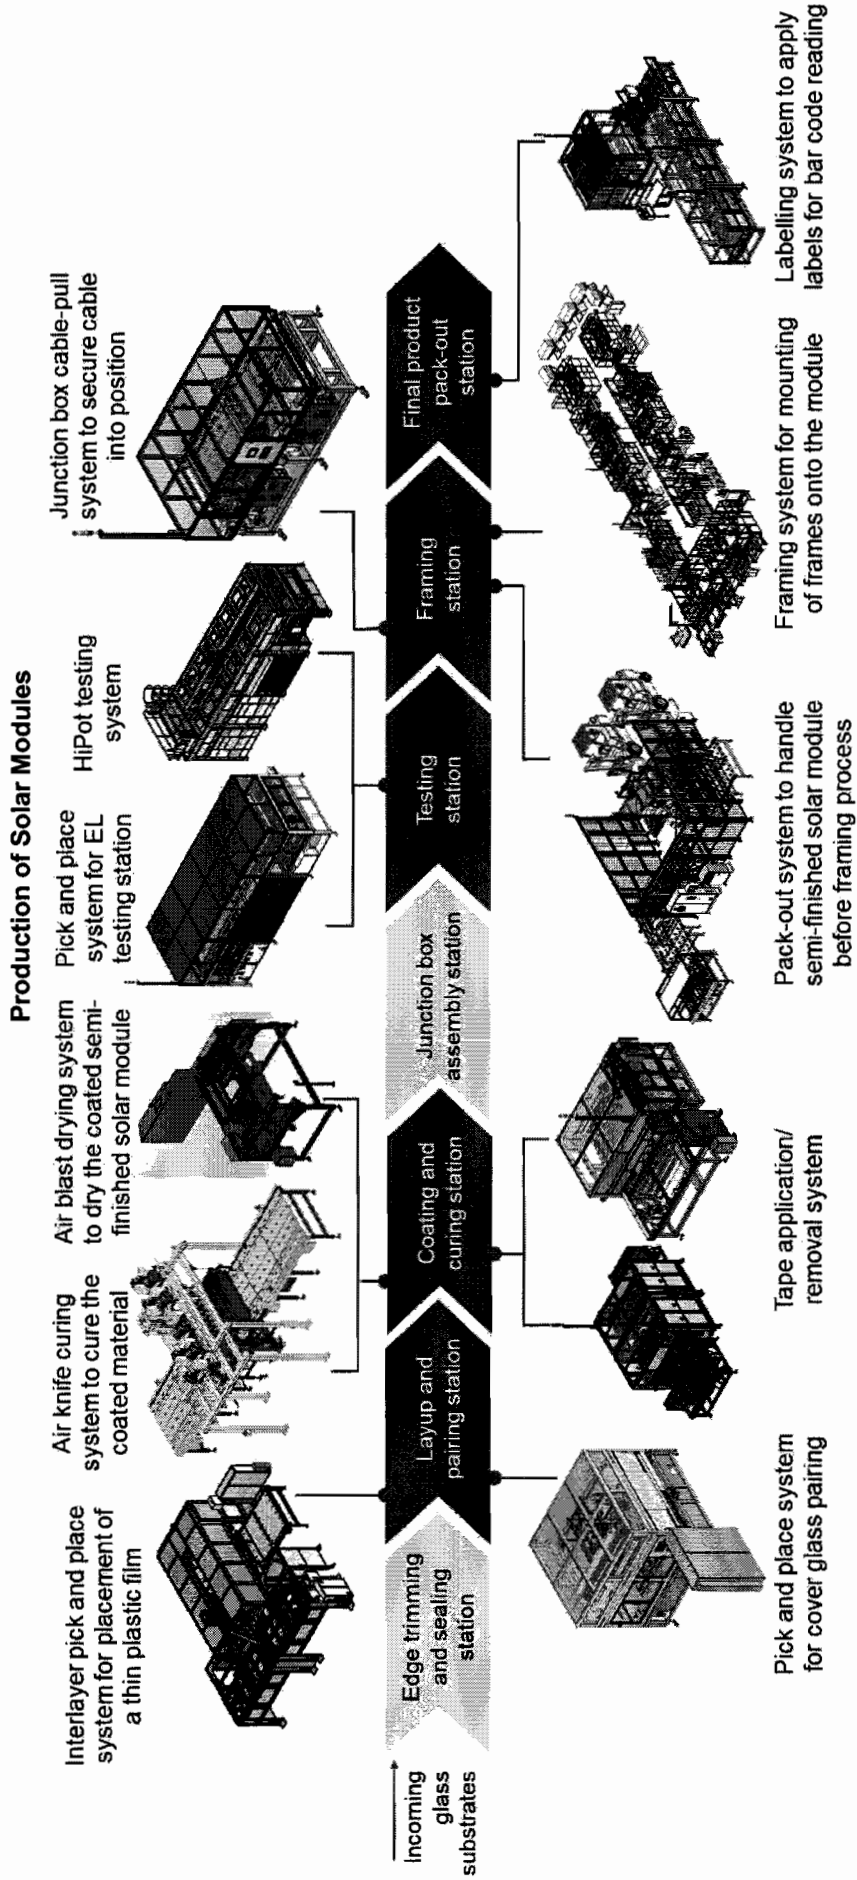 Production of Solar Modules
Interlayer pick and place
system for placement of
a thin plastic film
Air knife curing
system to cure the
coated material
Air blast drying system
to dry the coated semi-
finished solar module
Pick and place
system for EL
testing station
HiPot testing
system
Junction box cable-pull
system to secure cable
into position
Incoming
glass
substrates
Edge trimming
and sealing
station
Layup and
pairing station
Coating and
curing station
Junction box
assembly station
Testing
station
Framing
station
Final product
pack-out
station
Pick and place system
for cover glass pairing
Tape application/
removal system
Pack-out system to handle
semi-finished solar module
before framing process
Framing system for mounting
of frames onto the module
Labelling system to apply
labels for bar code reading